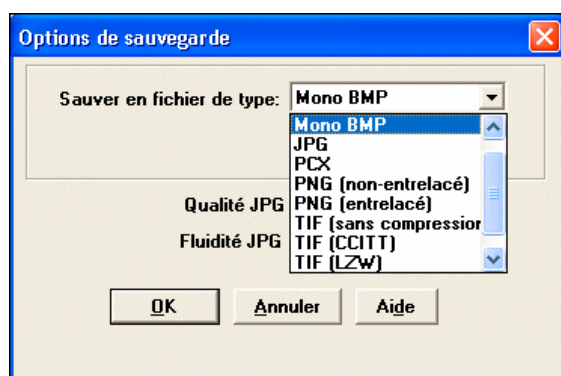 Options de sauvegarde
Sauver en fichier de type: Mono BMP
Mono BMP
JPG
PCX
PNG (non-entrelacé)
PNG (entrelacé)
TIF (sans compression
TIF (CCITT)
TIF (LZW)
Qualité JPG
Fluidité JPG
OK Annuler Aide